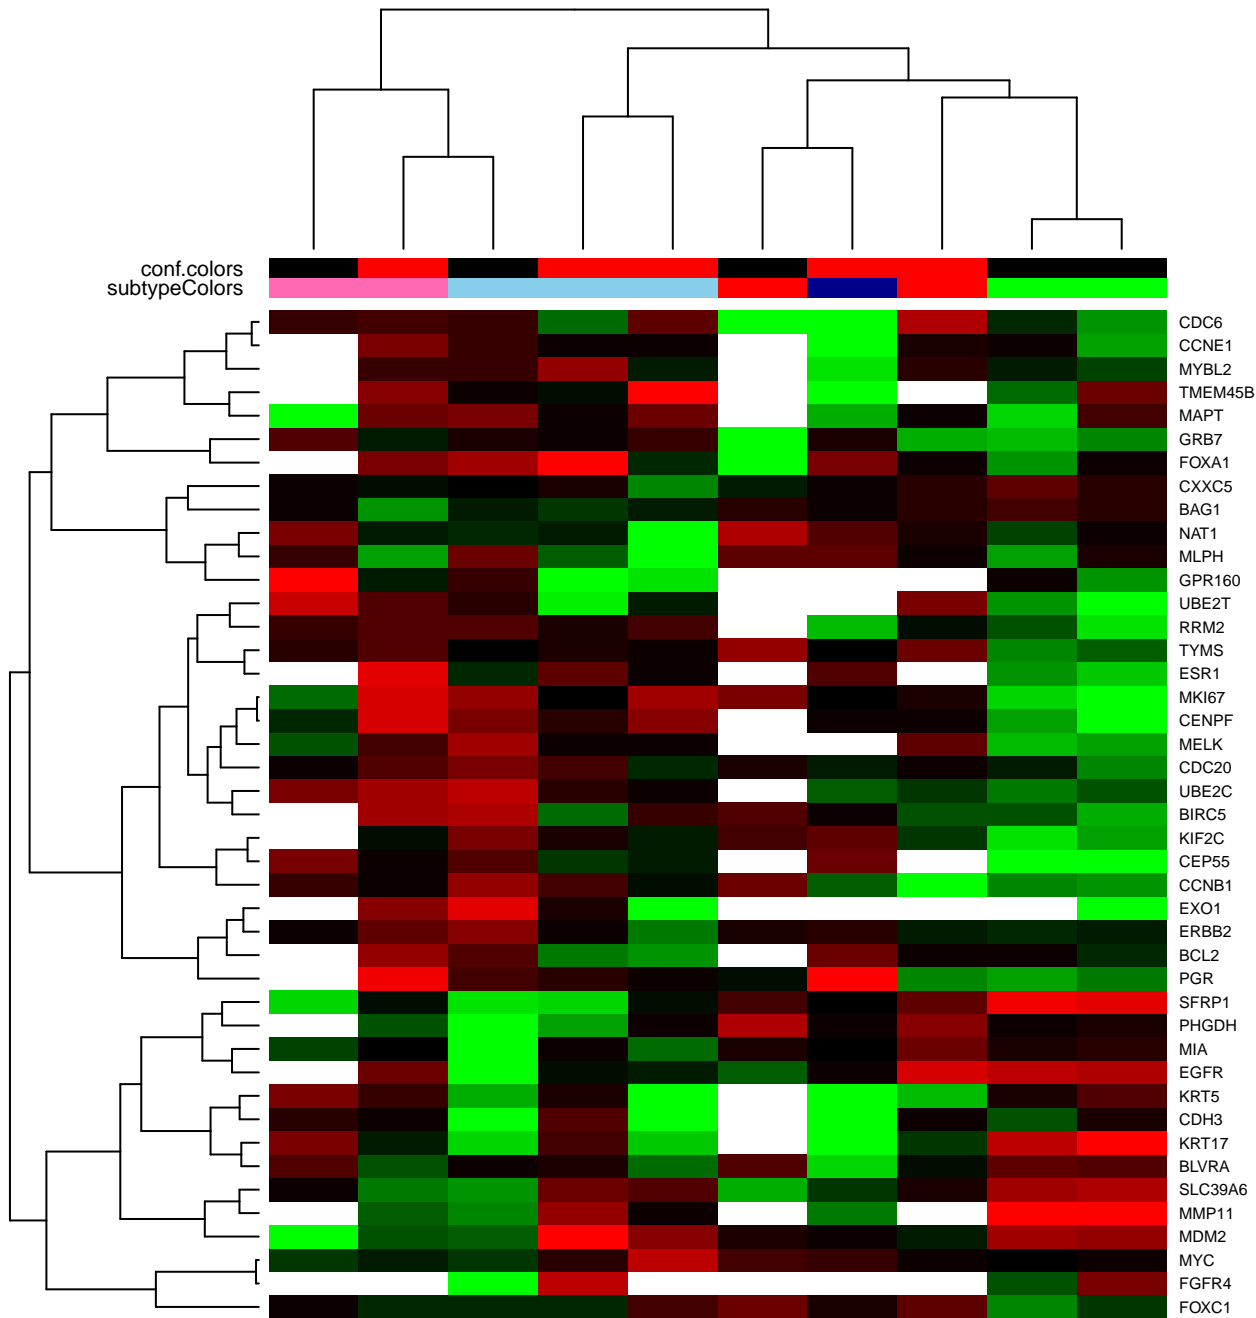 conf.colors
subtypeColors
CDC6
CCNE1
MYBL2
TMEM45B
MAPT
GRB7
FOXA1
CXXC5
BAG1
NAT1
MLPH
GPR160
UBE2T
RRM2
TYMS
ESR1
MKI67
CENPF
MELK
CDC20
UBE2C
BIRC5
KIF2C
CEP55
CCNB1
EXO1
ERBB2
BCL2
PGR
SFRP1
PHGDH
MIA
EGFR
KRT5
CDH3
KRT17
BLVRA
SLC39A6
MMP11
MDM2
MYC
FGFR4
FOXC1